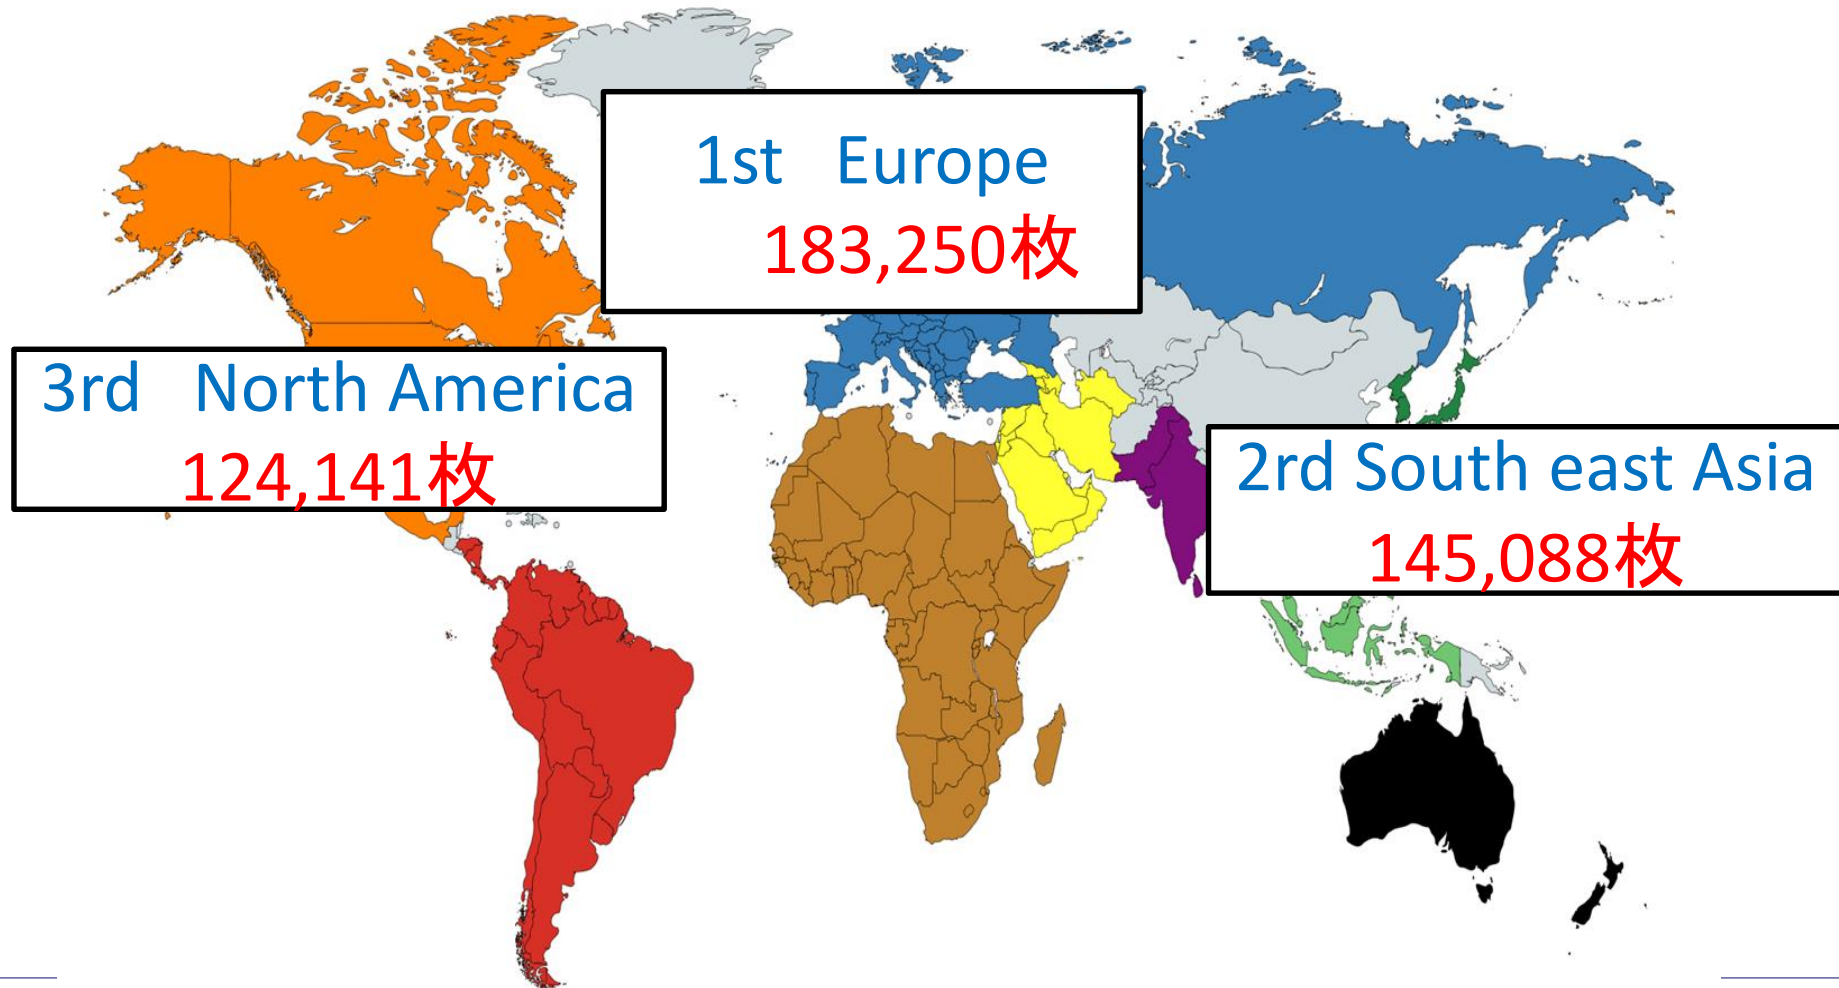 1st Europe
183,250枚
3rd North America
124,141枚
2rd South east Asia
145,088枚